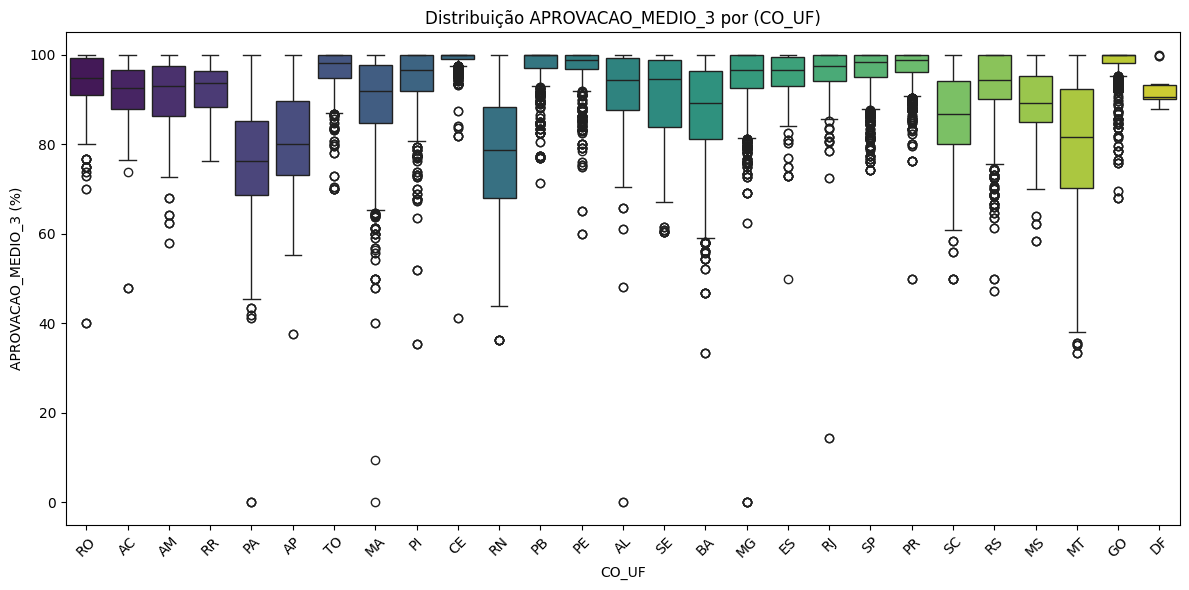 Distribuição APROVACAO_MEDIO_3 por (CO_UF)
APROVACAO_MEDIO_3 (%)
100
80
60
40
20
0
RO AC AM RR PA AP TO MA PI CE RN PB PE AL SE BA MG ES RJ SP PR SC RS MS MT GO DF
CO_UF